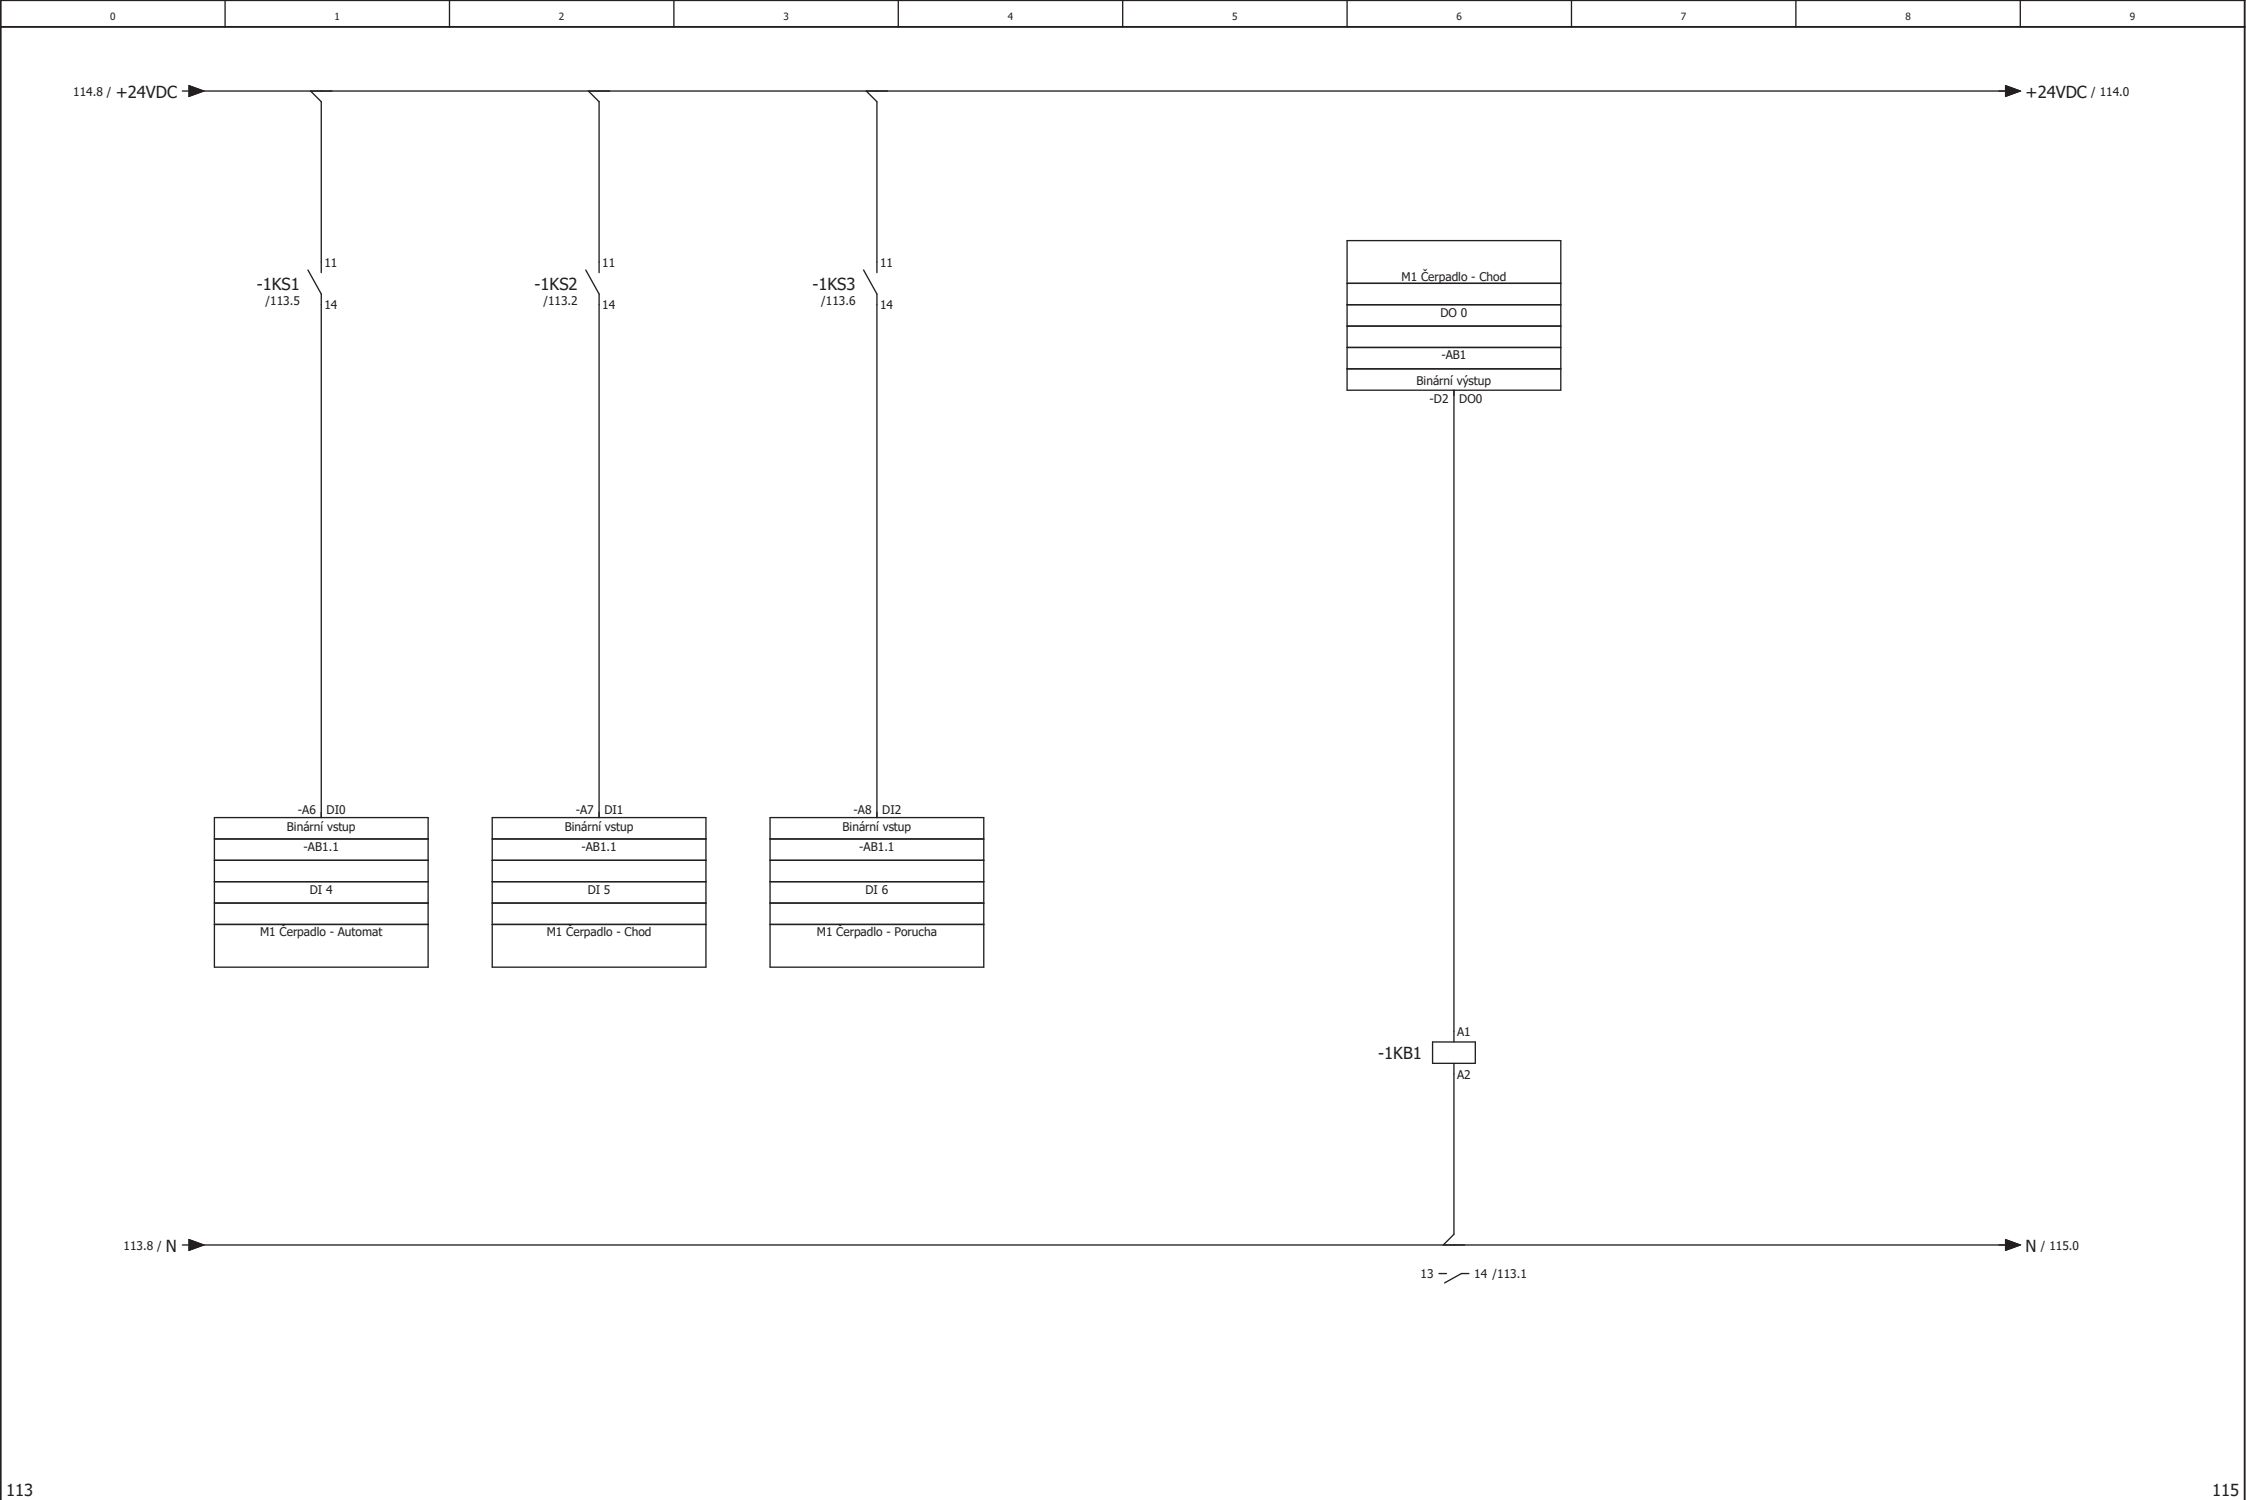 0 1 2 3 4 5 6 7 8 9
114.8 / +24VDC
+24VDC / 114.0
-1KS1
/113.5
11
14
-1KS2
/113.2
11
14
-1KS3
/113.6
11
14
M1 Čerpadlo - Chod
DO 0
-AB1
Binární výstup
-D2 DO0
-A6 DI0
Binární vstup
-AB1.1
DI 4
M1 Čerpadlo - Automat
-A7 DI1
Binární vstup
-AB1.1
DI 5
M1 Čerpadlo - Chod
-A8 DI2
Binární vstup
-AB1.1
DI 6
M1 Čerpadlo - Porucha
A1
-1KB1
A2
113.8 / N
N / 115.0
13 14 /113.1
113
115